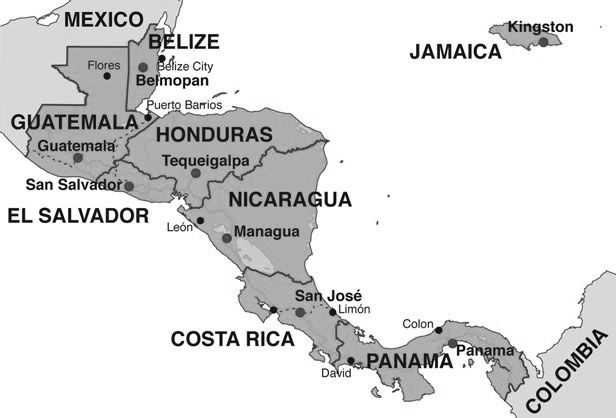 MEXICO
Kingston
JAMAICA
BELIZE
Flores
Belize City
Belmopan
Puerto Barrios
GUATEMALA
HONDURAS
Guatemala
Tequeigalpa
San Salvador
NICARAGUA
EL SALVADOR
León
Managua
San José
Limón
COSTA RICA
Colon
Panama
PANAMA
David
COLOMBIA